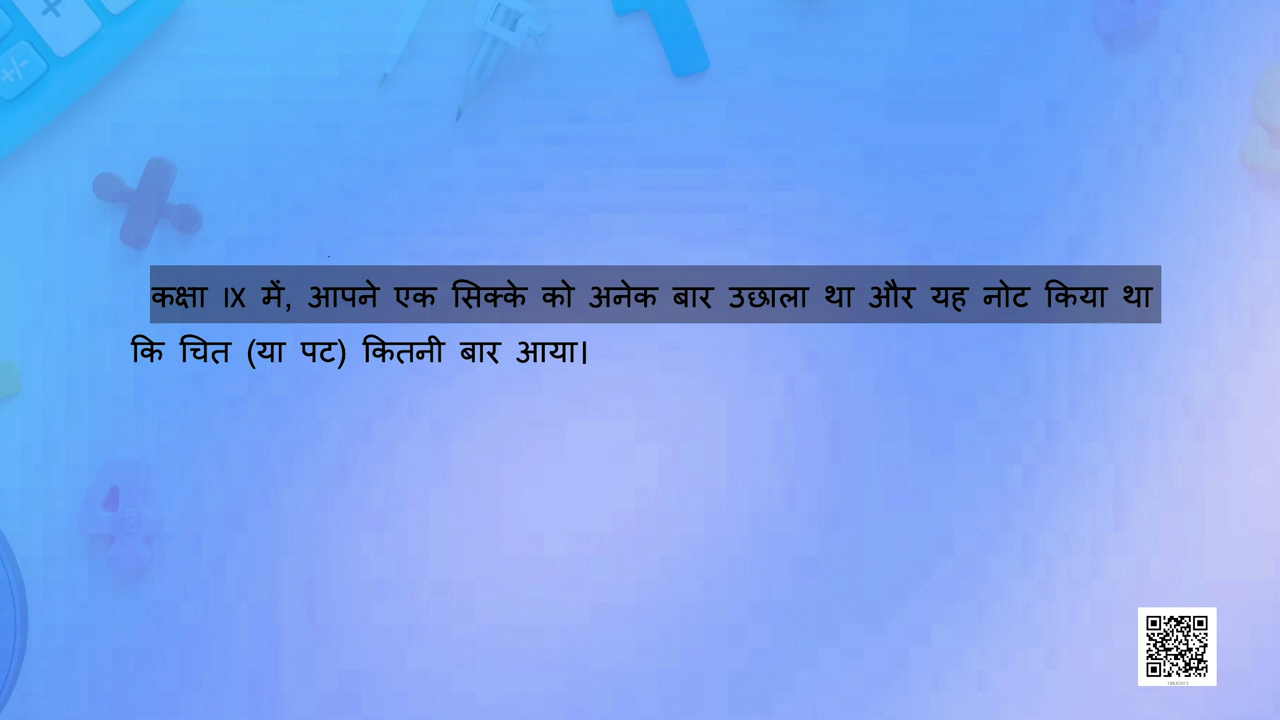 कक्षा IX में, आपने एक सिक्के को अनेक बार उछाला था और यह नोट किया था
कि चित (या पट) कितनी बार आया।